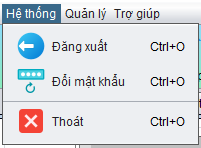 Hệ thống Quản lý Trợ giúp
Đăng xuất Ctrl+O
Đổi mật khẩu Ctrl+O
Thoát Ctrl+O